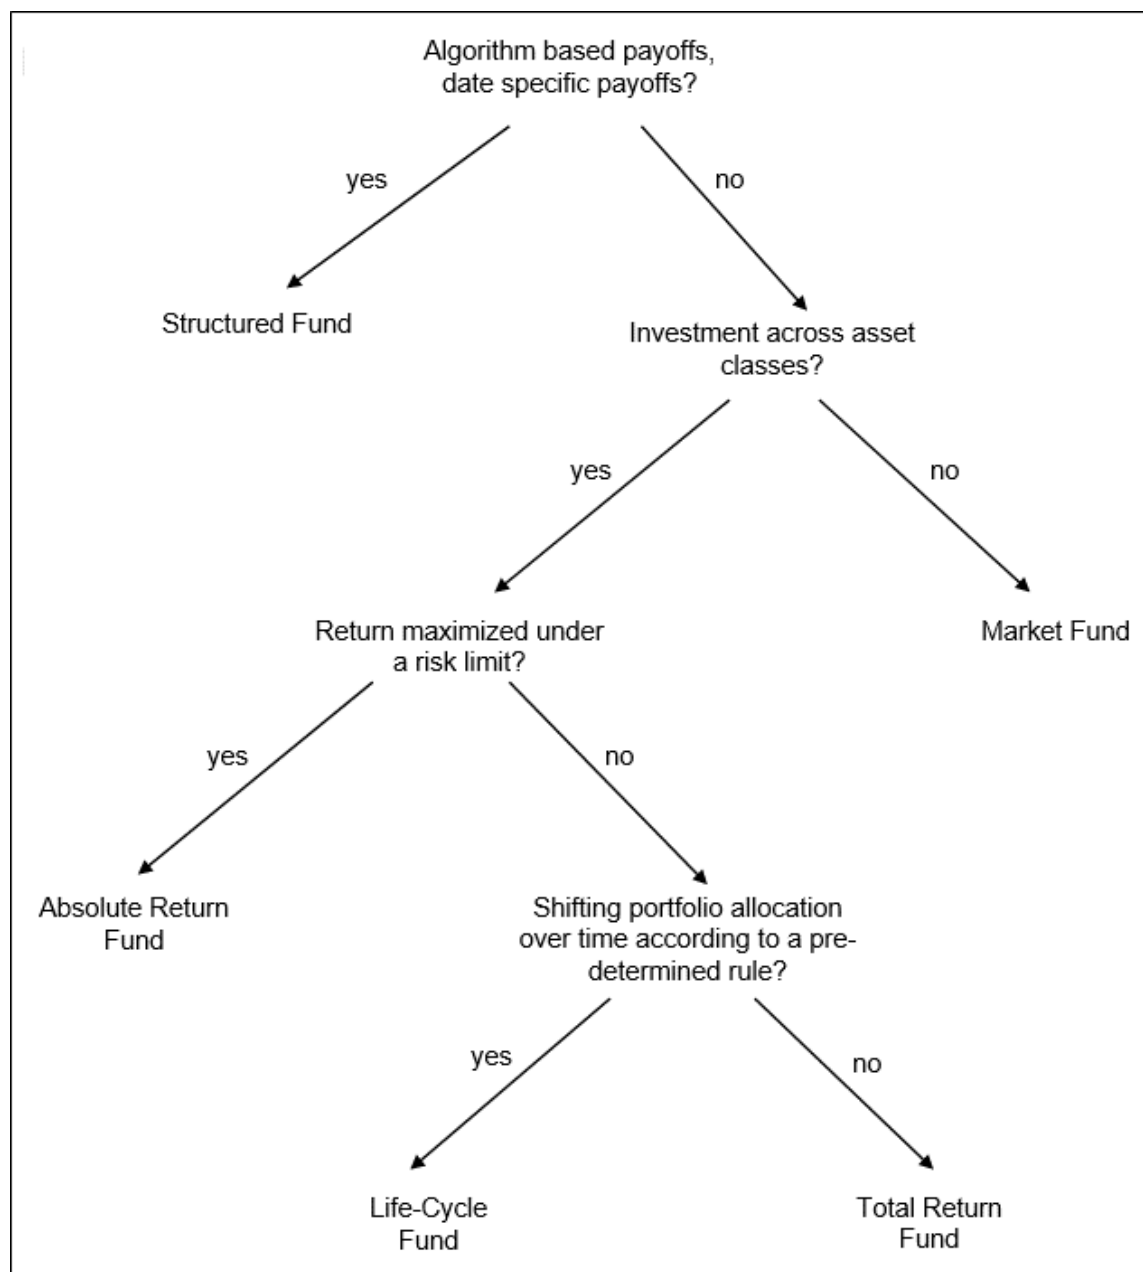 Algorithm based payoffs,
date specific payoffs?
yes
no
Structured Fund
Investment across asset
classes?
yes
no
Return maximized under
a risk limit?
Market Fund
yes
no
Absolute Return
Fund
Shifting portfolio allocation
over time according to a pre-
determined rule?
yes
no
Life-Cycle
Fund
Total Return
Fund